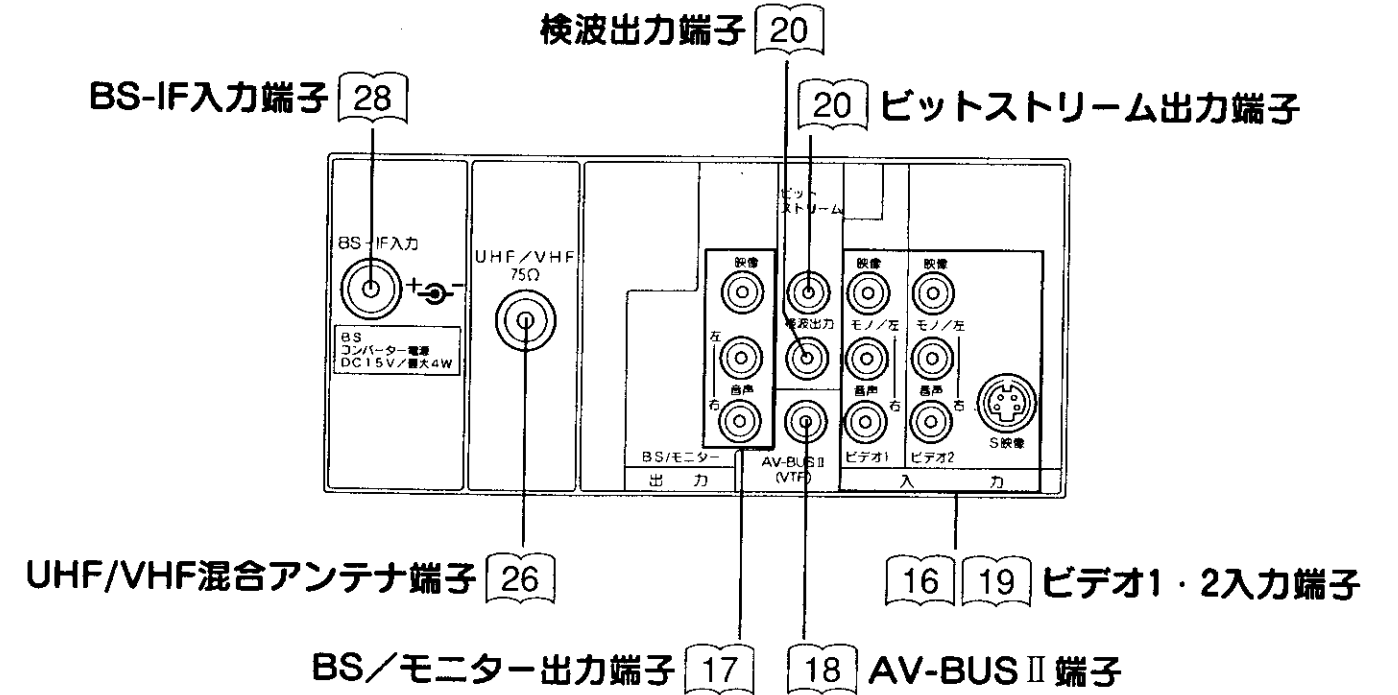 検波出力端子 20
BS-IF入力端子 28
20 ビットストリーム出力端子
ビット
ストリーム
BS-IF入力
+ -
BS
コンバーター電源
DC15V/最大4W
UHF/VHF
75Ω
映像
左
音声
右
BS/モニター
出力
検波出力
AV-BUSⅡ
(VTF)
映像
モノ/左
音声
右
ビデオ1
映像
モノ/左
音声
右
ビデオ2
S映像
入力
UHF/VHF混合アンテナ端子 26
16 19 ビデオ1・2入力端子
BS/モニター出力端子 17
18 AV-BUSⅡ端子